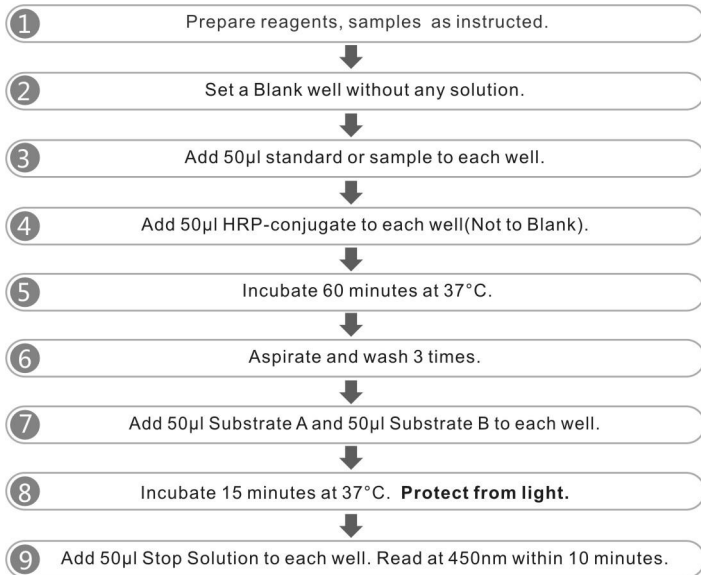 1 Prepare reagents, samples as instructed.
2 Set a Blank well without any solution.
3 Add 50µl standard or sample to each well.
4 Add 50µl HRP-conjugate to each well(Not to Blank).
5 Incubate 60 minutes at 37°C.
6 Aspirate and wash 3 times.
7 Add 50µl Substrate A and 50µl Substrate B to each well.
8 Incubate 15 minutes at 37°C. Protect from light.
9 Add 50µl Stop Solution to each well. Read at 450nm within 10 minutes.